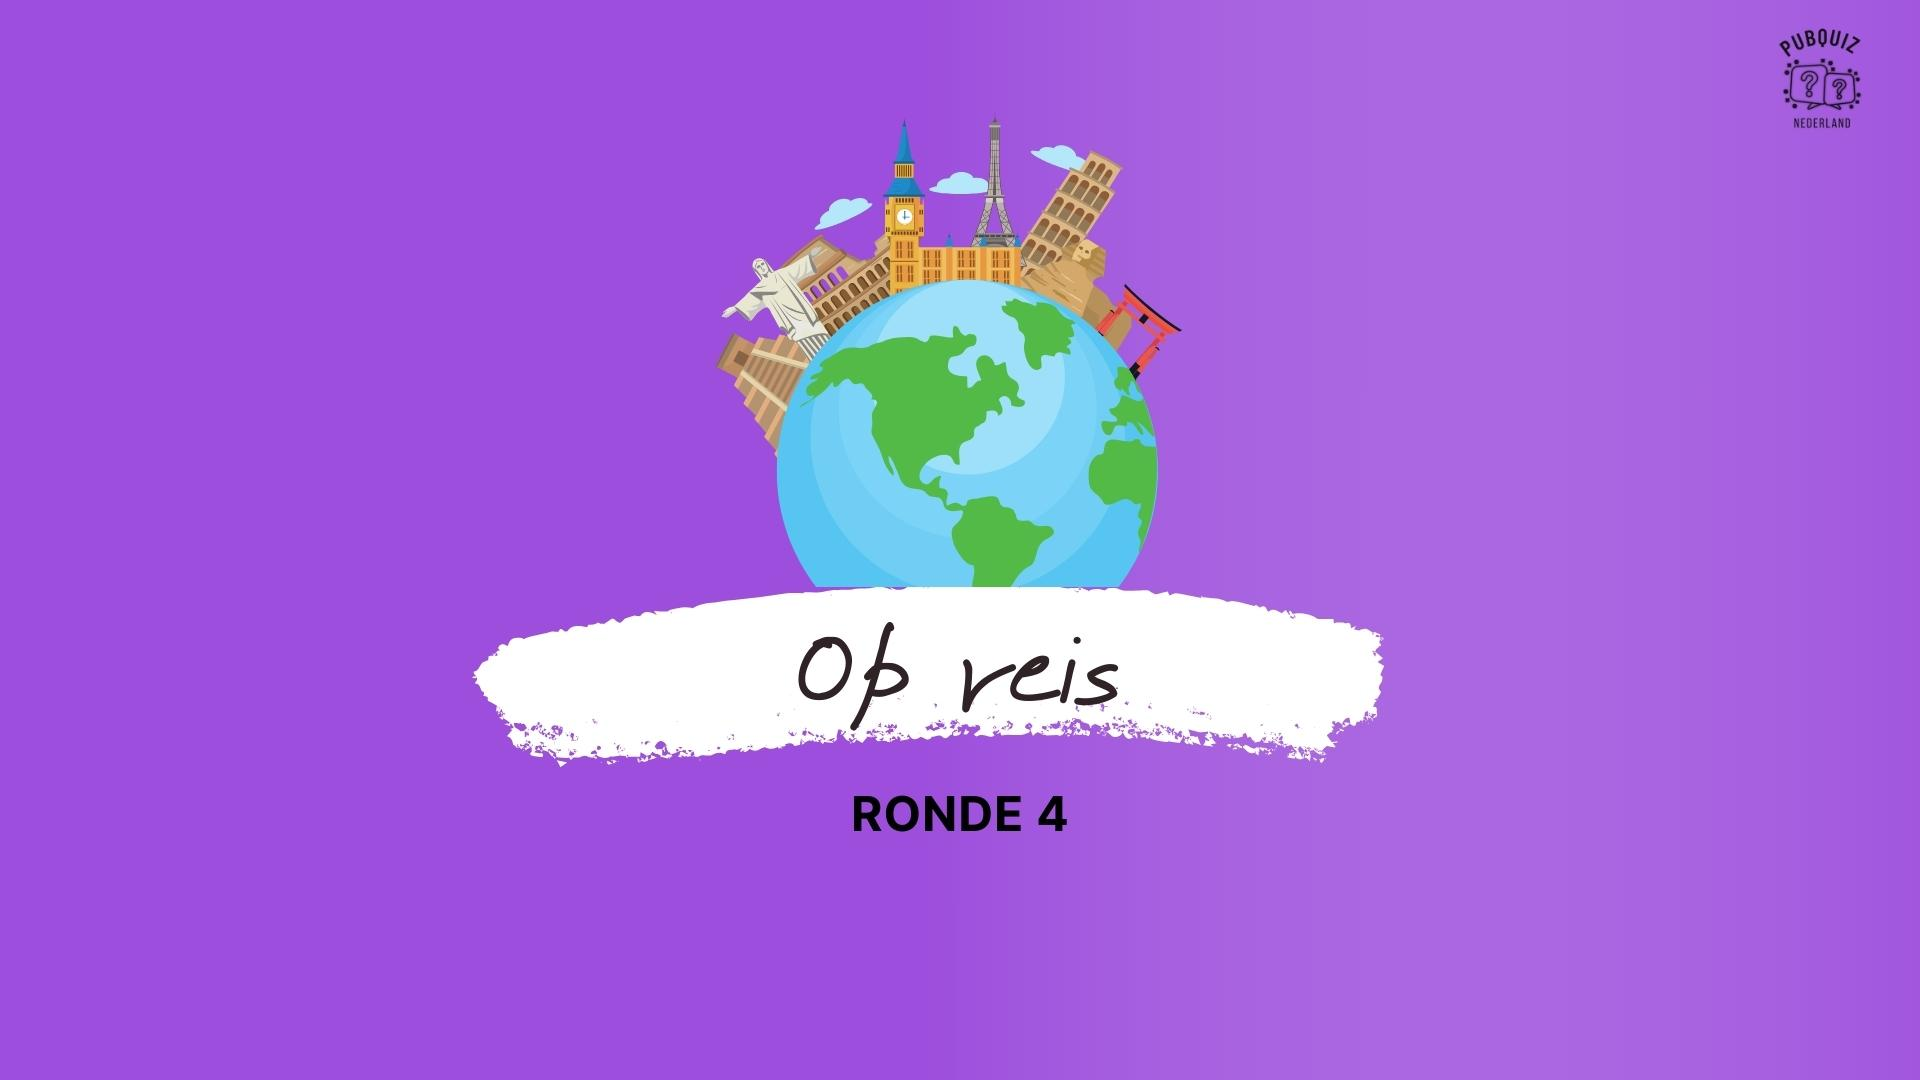 PUBQUIZ
? ?
NEDERLAND
Op reis
RONDE 4